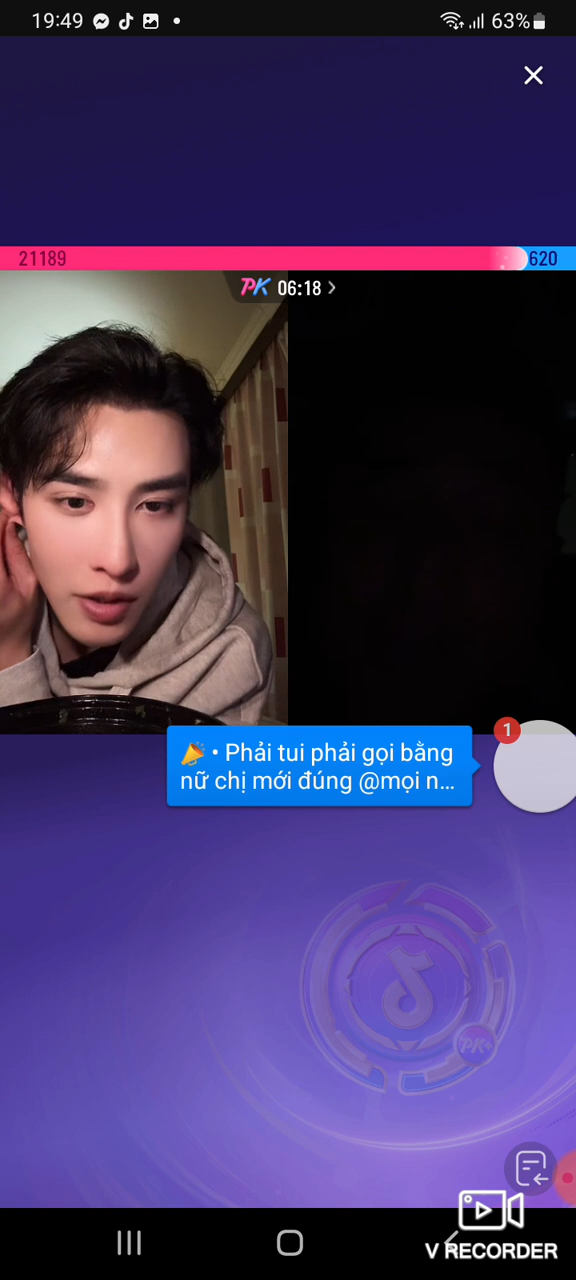 19:49
63%
21189
620
PK 06:18
1
• Phải tui phải gọi bằng
nữ chị mới đúng @mọi n...
PK
V RECORDER